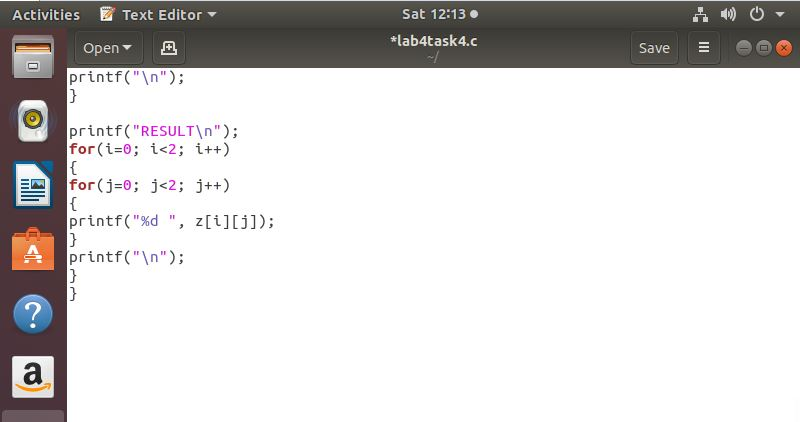 Activities Text Editor Sat 12:13
Open *lab4task4.c Save
~/
printf("\n");
}
printf("RESULT\n");
for(i=0; i<2; i++)
{
for(j=0; j<2; j++)
{
printf("%d ", z[i][j]);
}
printf("\n");
}
}
A
?
a